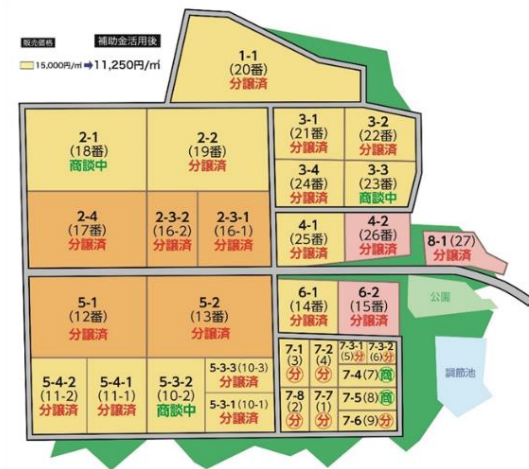 販売価格
補助金活用後
15,000円/㎡➡11,250円/㎡
1-1
(20番)
分譲済
2-1
(18番)
商談中
2-2
(19番)
分譲済
3-1
(21番)
分譲済
3-2
(22番)
分譲済
3-4
(24番)
分譲済
3-3
(23番)
商談中
2-4
(17番)
分譲済
2-3-2
(16-2)
分譲済
2-3-1
(16-1)
分譲済
4-1
(25番)
分譲済
4-2
(26番)
分譲済
8-1 (27)
分譲済
公園
5-1
(12番)
分譲済
5-2
(13番)
分譲済
6-1
(14番)
分譲済
6-2
(15番)
分譲済
5-4-2
(11-2)
分譲済
5-4-1
(11-1)
分譲済
5-3-2
(10-2)
商談中
5-3-3 (10-3)
分譲済
5-3-1 (10-1)
分譲済
7-1
(3)
分
7-2
(4)
分
7-3-1
(5)分
7-3-2
(6)分
7-4 (7) 商
7-8
(2)
分
7-7
(1)
分
7-5 (8) 商
7-6 (9) 分
調節池